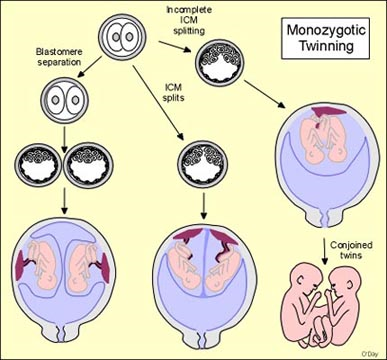 Incomplete
ICM
splitting
Monozygotic
Twinning
Blastomere
separation
ICM
splits
Conjoined
twins
O'Day